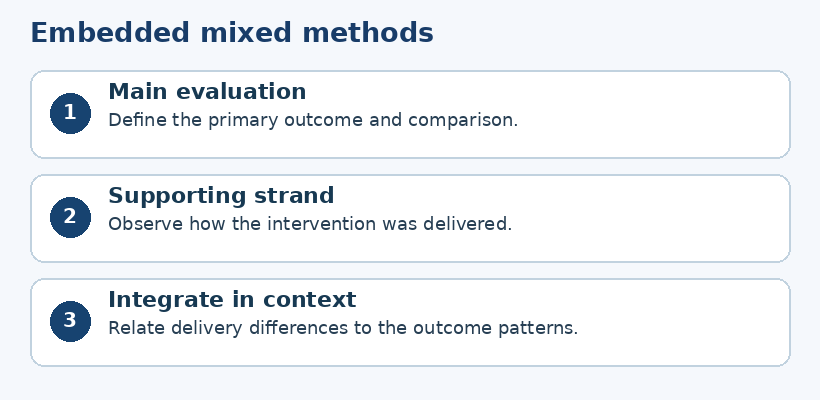 Embedded mixed methods
1
Main evaluation
Define the primary outcome and comparison.
2
Supporting strand
Observe how the intervention was delivered.
3
Integrate in context
Relate delivery differences to the outcome patterns.